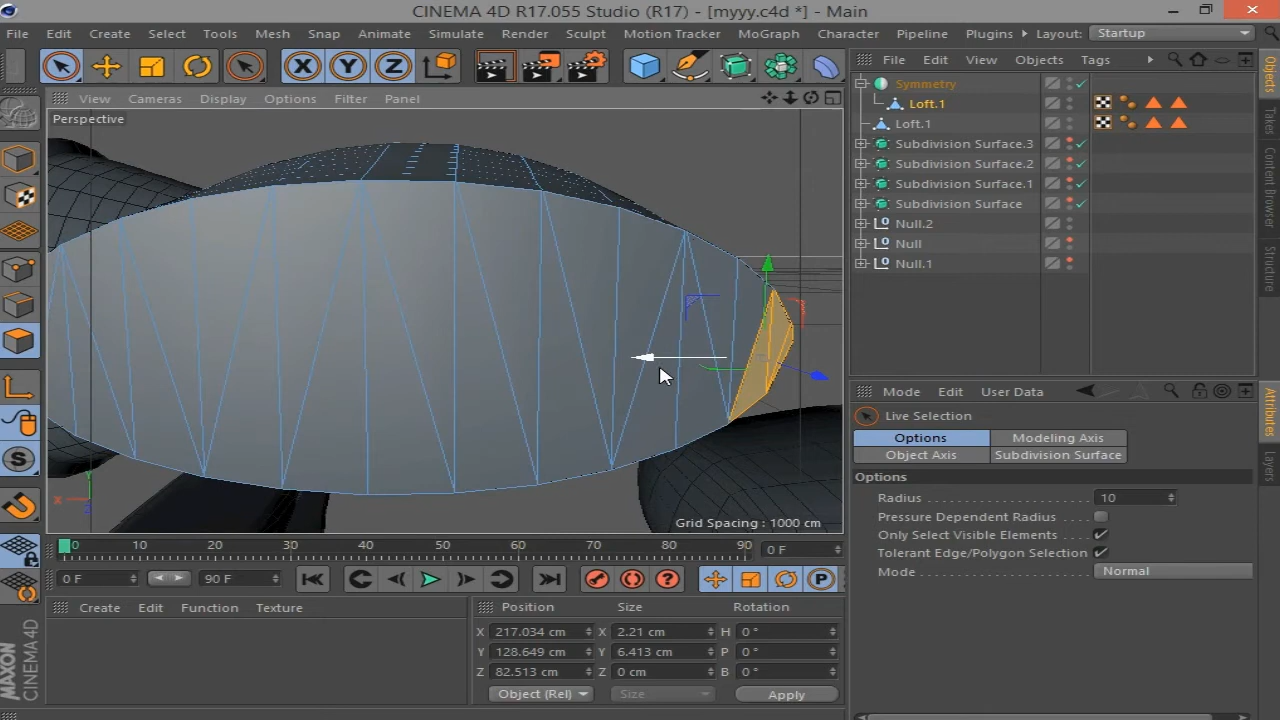 CINEMA 4D R17.055 Studio (R17) - [myyy.c4d *] - Main
File Edit Create Select Tools Mesh Snap Animate Simulate Render Sculpt Motion Tracker MoGraph Character Pipeline Plugins Layout: Startup
X Y Z
File Edit View Objects Tags
View Cameras Display Options Filter Panel
Perspective
Symmetry
Loft.1
Loft.1
Subdivision Surface.3
Subdivision Surface.2
Subdivision Surface.1
Subdivision Surface
Null.2
Null
Null.1
Objects
Takes
Content Browser
Structure
Mode Edit User Data
Live Selection
Options Modeling Axis
Object Axis Subdivision Surface
Options
Radius 10
Pressure Dependent Radius
Only Select Visible Elements
Tolerant Edge/Polygon Selection
Mode Normal
Attributes
Layers
S
Y
X
Z
Grid Spacing : 1000 cm
0 10 20 30 40 50 60 70 80 90 0 F
0 F 90 F P
Create Edit Function Texture
Position Size Rotation
X 217.034 cm X 2.21 cm H 0 °
Y 128.649 cm Y 6.413 cm P 0 °
Z 82.513 cm Z 0 cm B 0 °
Object (Rel) Size Apply
MAXON
CINEMA 4D